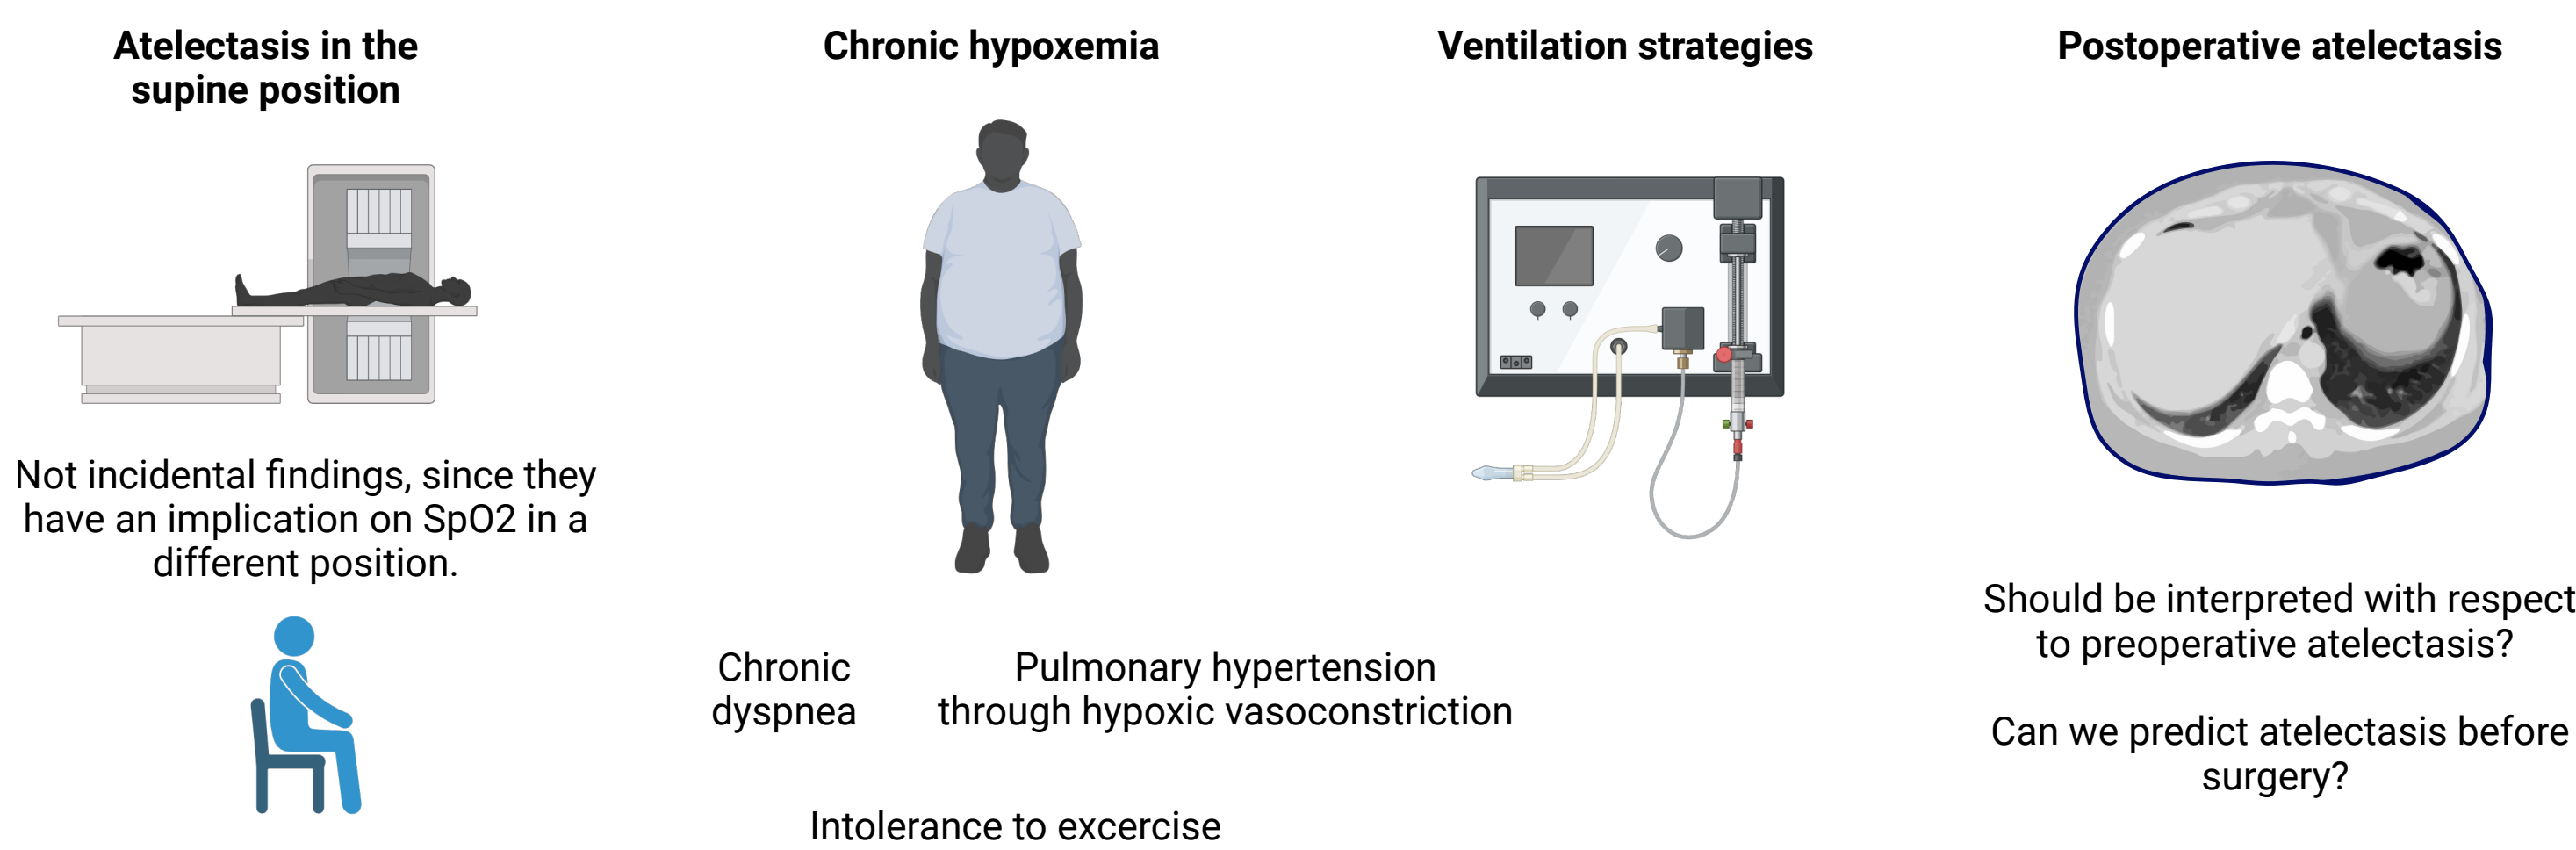 Atelectasis in the
supine position
Not incidental findings, since they
have an implication on SpO2 in a
different position.
Chronic hypoxemia
Chronic
dyspnea
Pulmonary hypertension
through hypoxic vasoconstriction
Intolerance to excercise
Ventilation strategies
Postoperative atelectasis
Should be interpreted with respect
to preoperative atelectasis?
Can we predict atelectasis before
surgery?